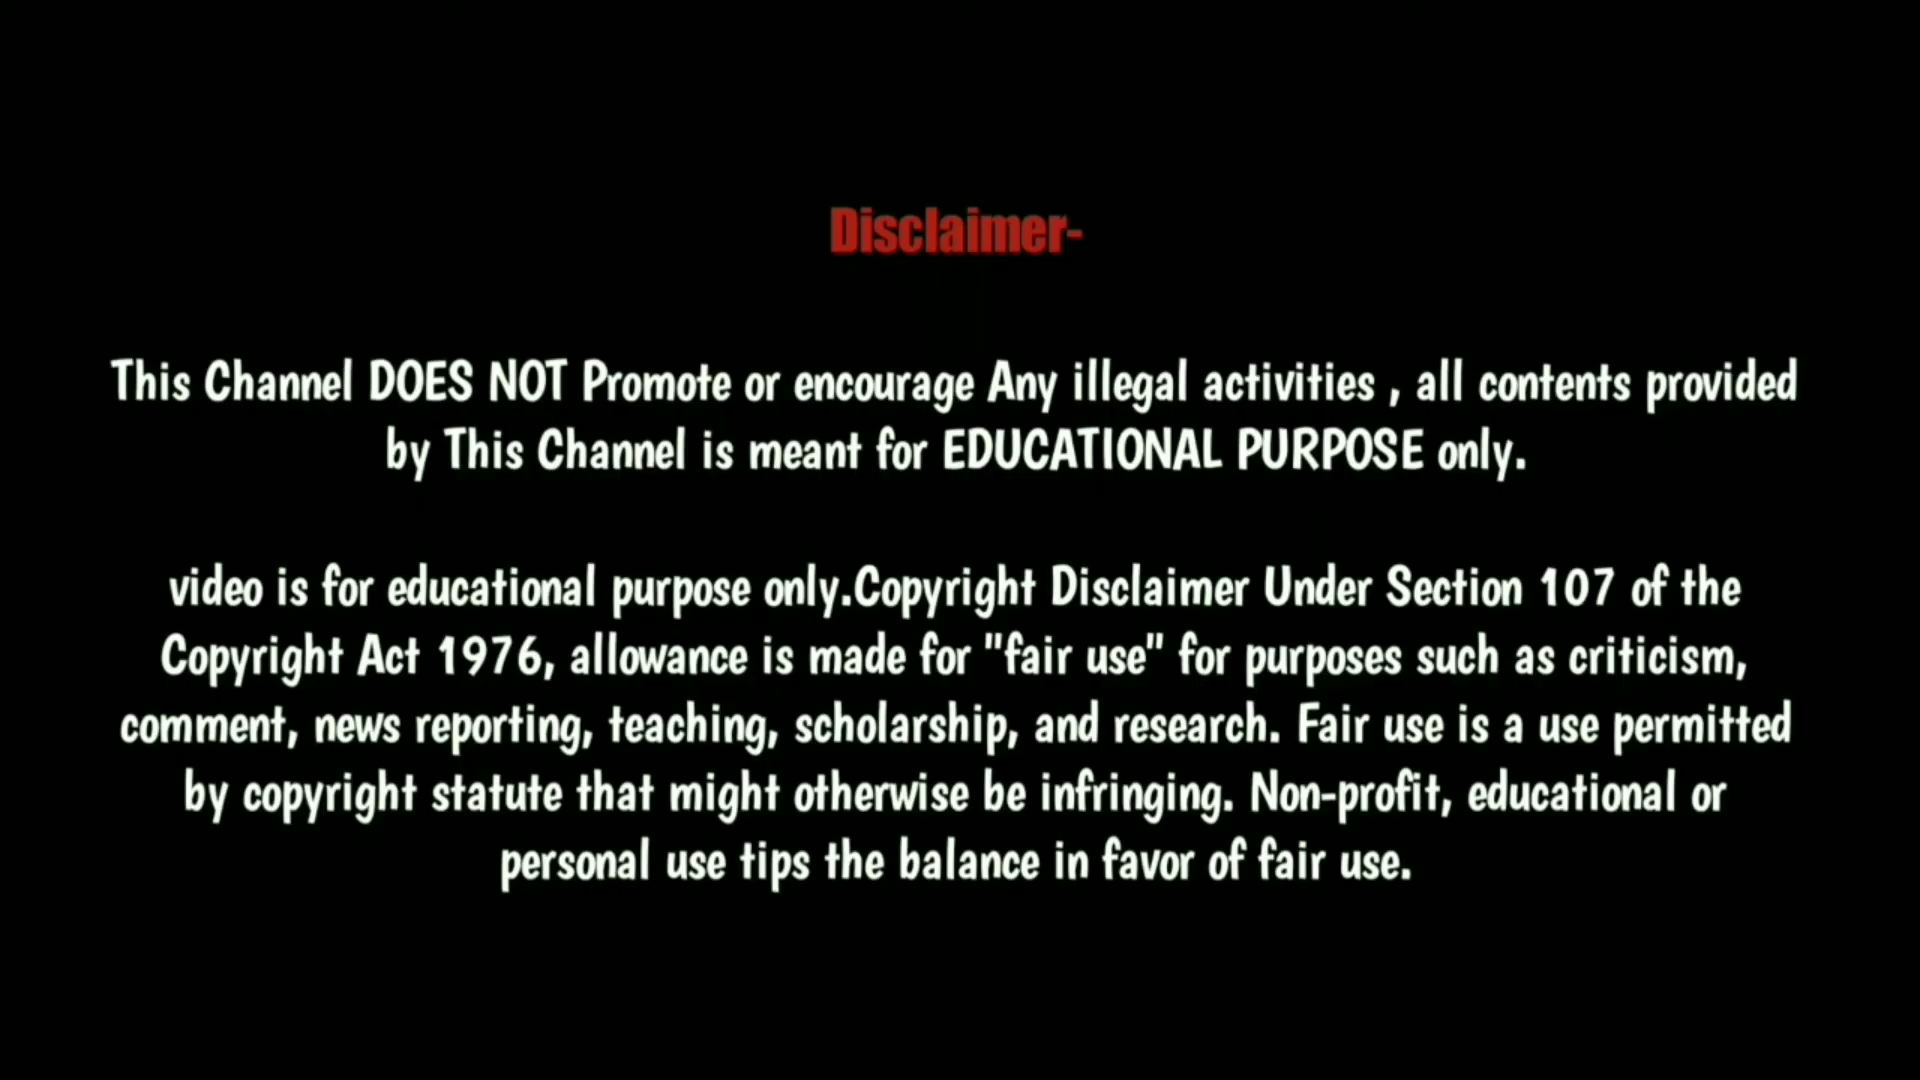 Disclaimer-
This Channel DOES NOT Promote or encourage Any illegal activities , all contents provided
by This Channel is meant for EDUCATIONAL PURPOSE only.
video is for educational purpose only.Copyright Disclaimer Under Section 107 of the
Copyright Act 1976, allowance is made for "fair use" for purposes such as criticism,
comment, news reporting, teaching, scholarship, and research. Fair use is a use permitted
by copyright statute that might otherwise be infringing. Non-profit, educational or
personal use tips the balance in favor of fair use.